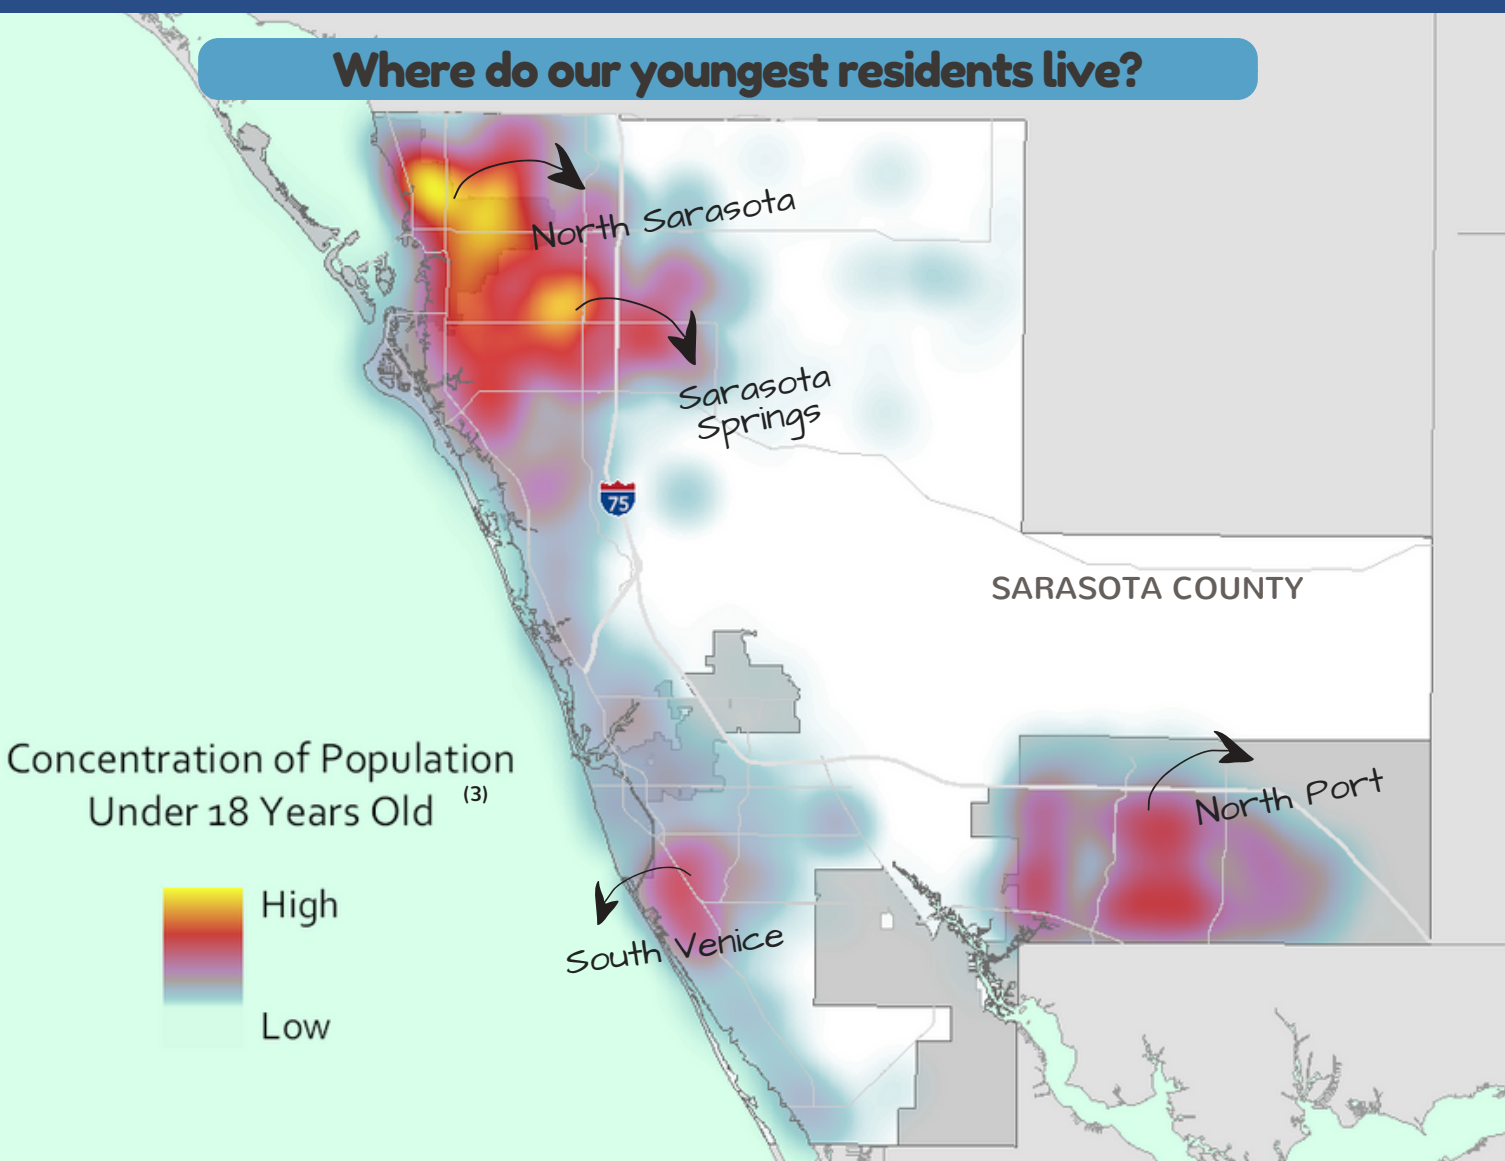 Where do our youngest residents live?
North Sarasota
Sarasota
Springs
75
SARASOTA COUNTY
Concentration of Population
Under 18 Years Old (3)
High
Low
North Port
South Venice